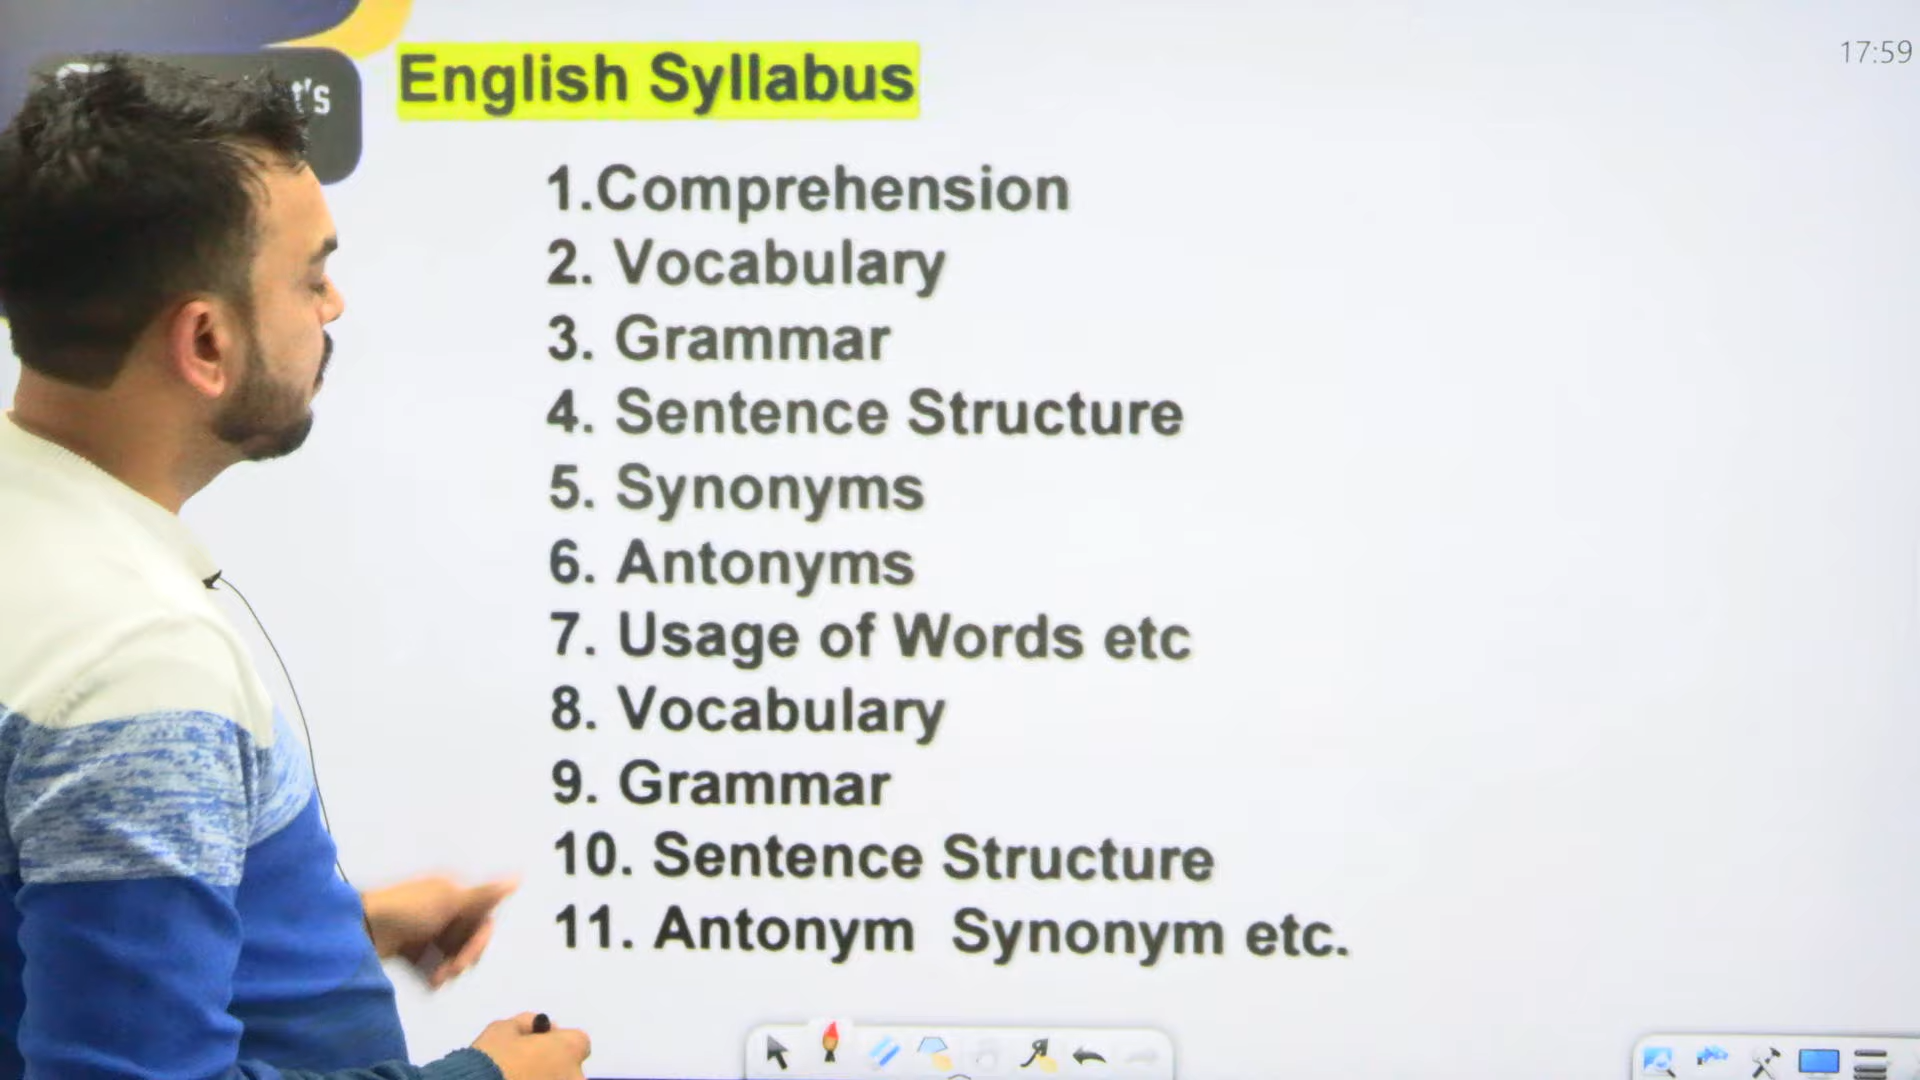 t's
English Syllabus
17:59
1.Comprehension
2. Vocabulary
3. Grammar
4. Sentence Structure
5. Synonyms
6. Antonyms
7. Usage of Words etc
8. Vocabulary
9. Grammar
10. Sentence Structure
11. Antonym Synonym etc.